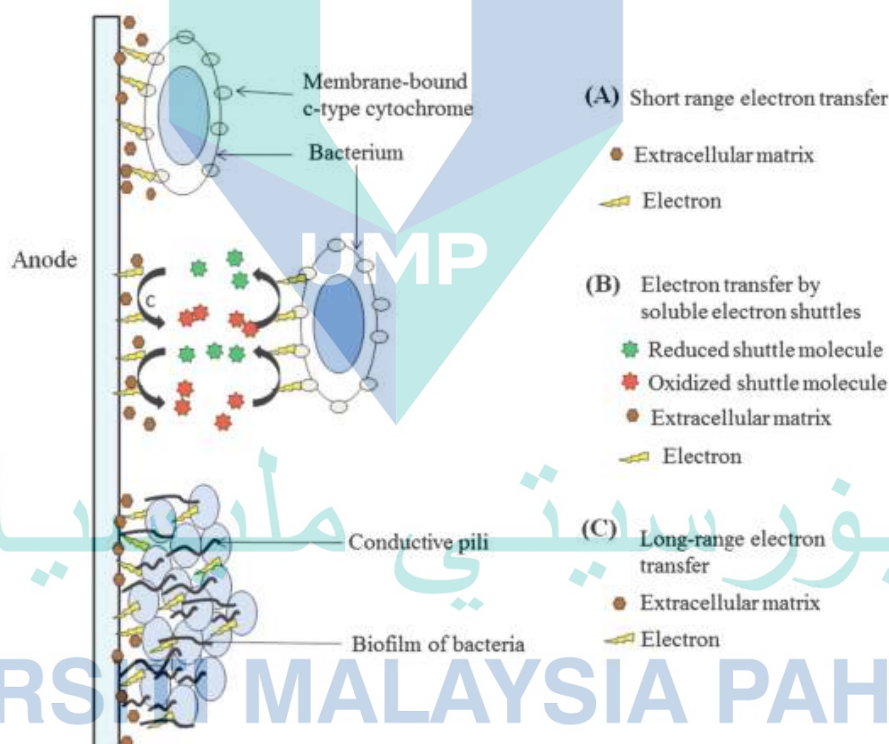 Membrane-bound
c-type cytochrome
Bacterium
Anode
C
UMP
Conductive pili
Biofilm of bacteria
(A) Short range electron transfer
Extracellular matrix
Electron
(B) Electron transfer by
soluble electron shuttles
Reduced shuttle molecule
Oxidized shuttle molecule
Extracellular matrix
Electron
(C) Long-range electron
transfer
Extracellular matrix
Electron
MALAYSIA PAH